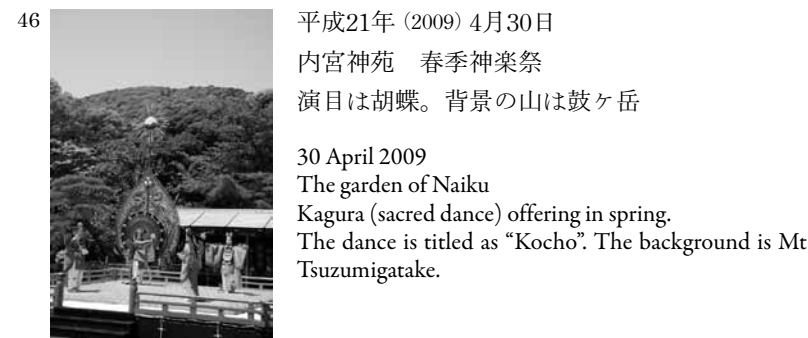 46
平成21年（2009）4月30日
内宮神苑　春季神楽祭
演目は胡蝶。背景の山は鼓ケ岳
30 April 2009
The garden of Naiku
Kagura (sacred dance) offering in spring.
The dance is titled as “Kocho”. The background is Mt
Tsuzumigatake.